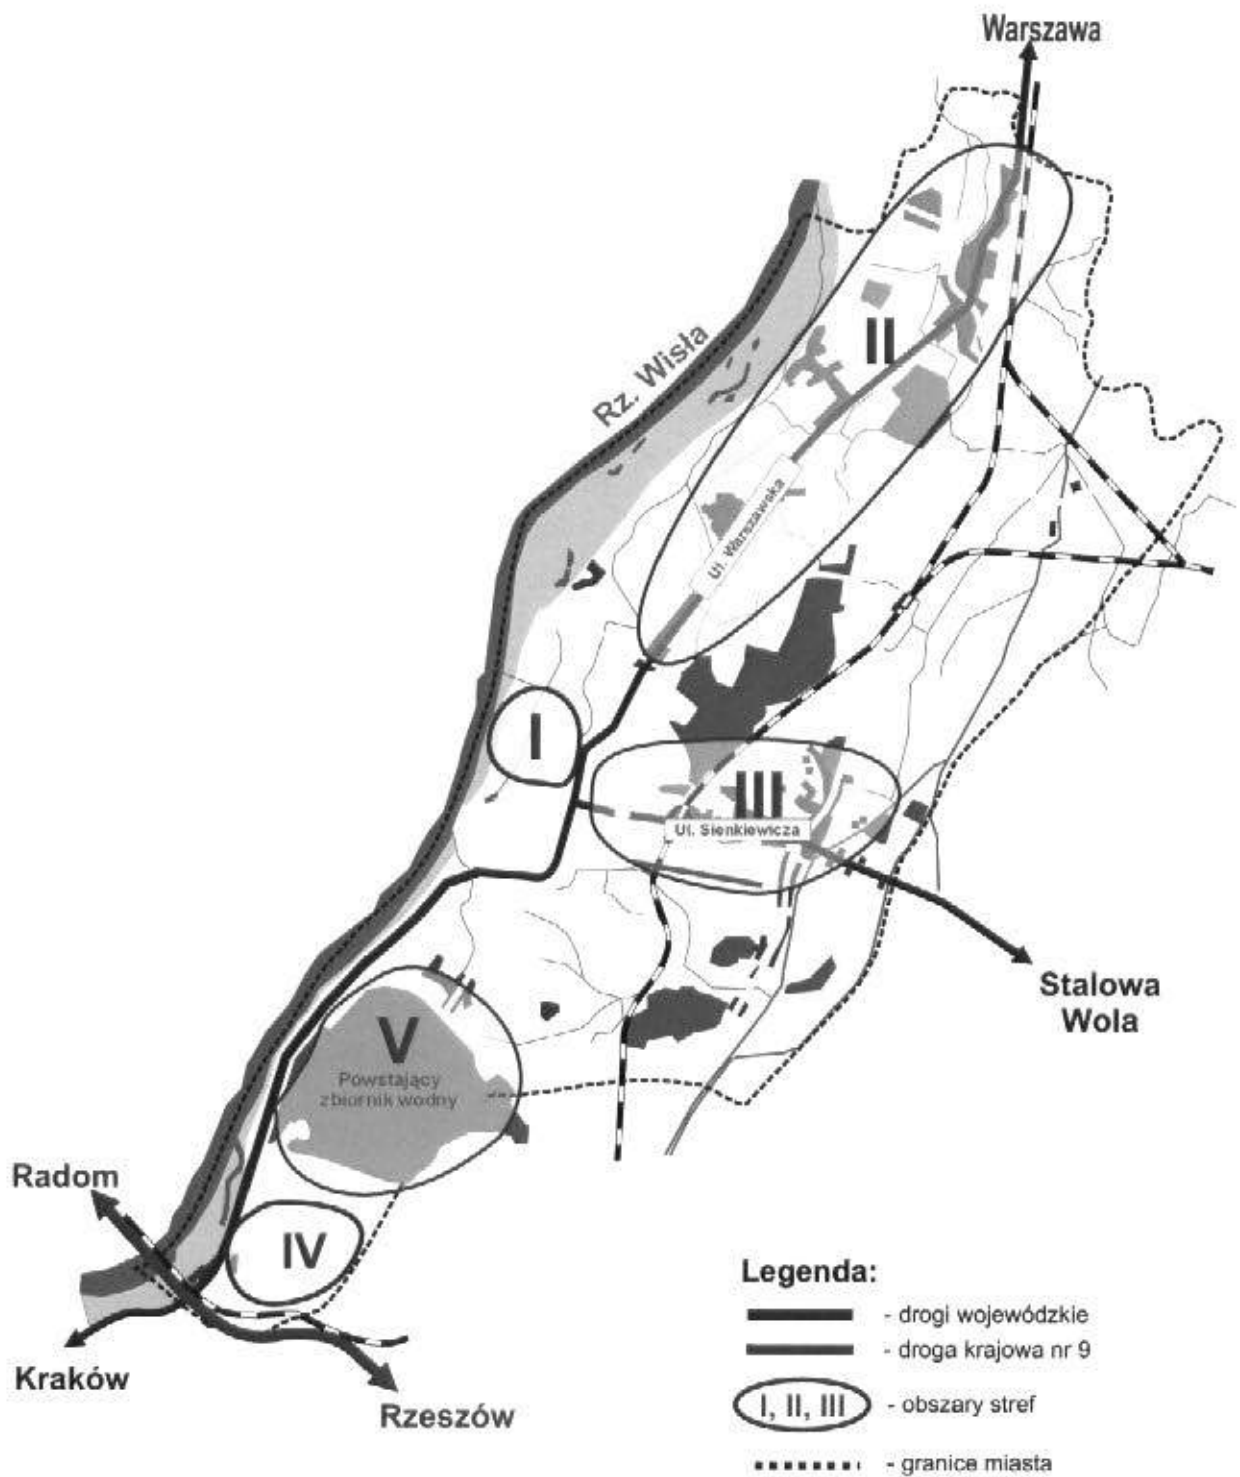 Warszawa
Rz. Wisła
II
Ul. Warszawska
I
III
Ul. Sienkiewicza
Stalowa
Wola
V
Powstający
zbiornik wodny
Radom
IV
Kraków
Rzeszów
Legenda:
- drogi wojewódzkie
- droga krajowa nr 9
I, II, III - obszary stref
- granice miasta